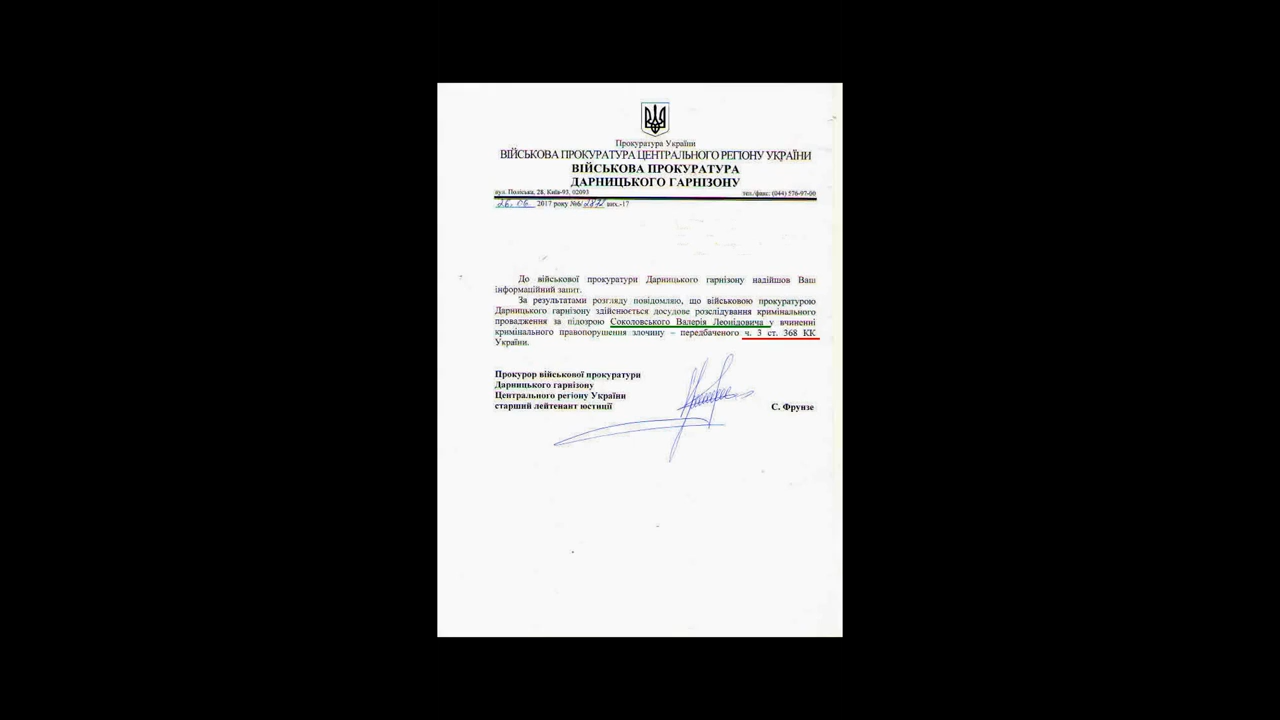 Прокуратура України
ВІЙСЬКОВА ПРОКУРАТУРА ЦЕНТРАЛЬНОГО РЕГІОНУ УКРАЇНИ
ВІЙСЬКОВА ПРОКУРАТУРА
ДАРНИЦЬКОГО ГАРНІЗОНУ
вул. Поліська, 28, Київ-93, 02093 тел./факс: (044) 576-97-00
26.06 2017 року №6/ вих.-17
До військової прокуратури Дарницького гарнізону надійшов Ваш
інформаційний запит.
За результатами розгляду повідомляю, що військовою прокуратурою
Дарницького гарнізону здійснюється досудове розслідування кримінального
провадження за підозрою Соколовського Валерія Леонідовича у вчиненні
кримінального правопорушення злочину – передбаченого ч. 3 ст. 368 КК
України.
Прокурор військової прокуратури
Дарницького гарнізону
Центрального регіону України
старший лейтенант юстиції С. Фрунзе